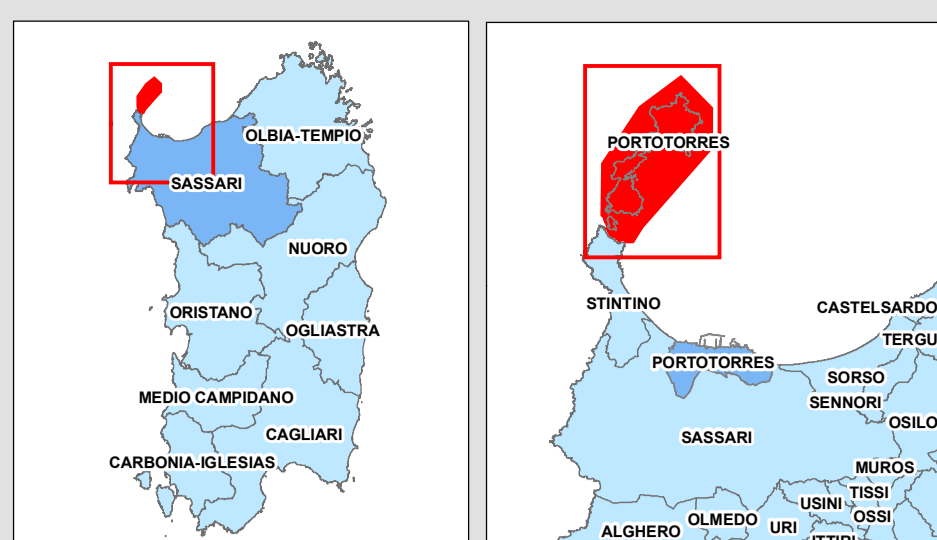 OLBIA-TEMPIO
SASSARI
NUORO
ORISTANO
OGLIASTRA
MEDIO CAMPIDANO
CAGLIARI
CARBONIA-IGLESIAS
PORTOTORRES
STINTINO
CASTELSARDO
TERGU
PORTOTORRES
SORSO
SENNORI
OSILO
SASSARI
MUROS
TISSI
USINI
OSSI
OLMEDO
URI
ALGHERO
ITTIRI